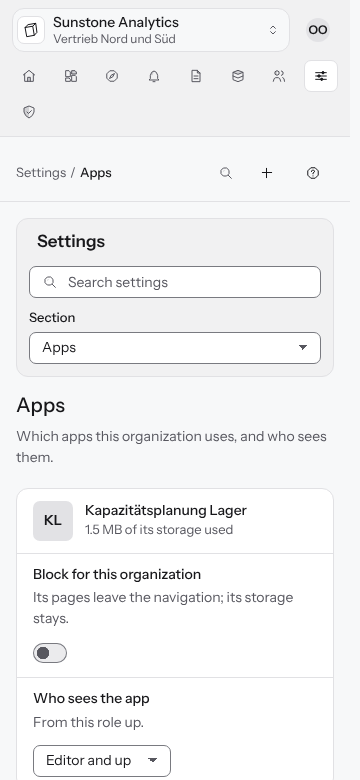 Sunstone Analytics
Vertrieb Nord und Süd
OO
Settings / Apps
Settings
Search settings
Section
Apps
Apps
Which apps this organization uses, and who sees
them.
KL
Kapazitätsplanung Lager
1.5 MB of its storage used
Block for this organization
Its pages leave the navigation; its storage
stays.
Who sees the app
From this role up.
Editor and up